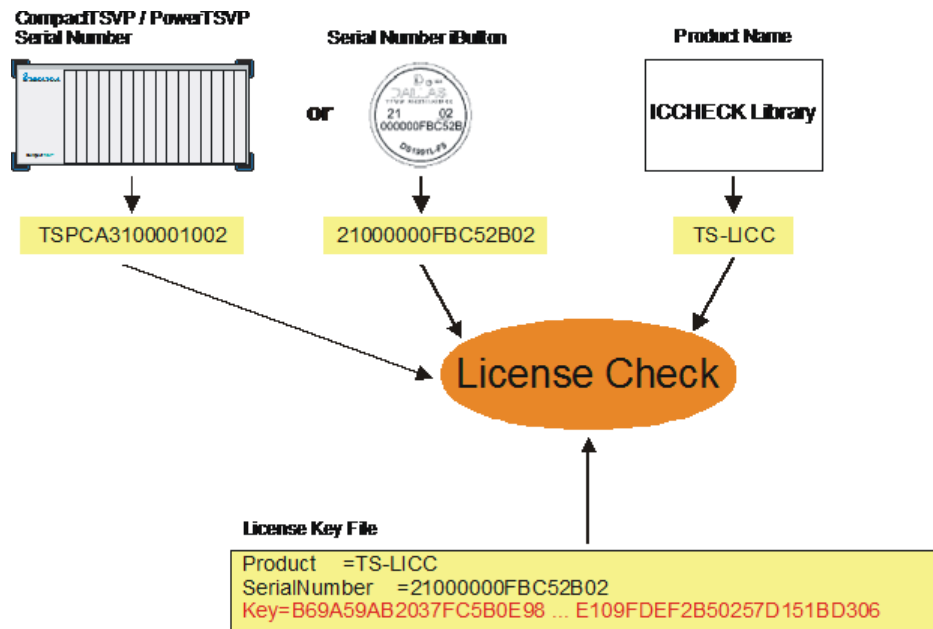 CompactTSVP / PowerTSVP
Serial Number
Serial Number iButton
Product Name
or
DALLAS
21 02
000000FBC52B
ICCHECK Library
TSPCA3100001002
21000000FBC52B02
TS-LICC
License Check
License Key File
Product =TS-LICC
SerialNumber =21000000FBC52B02
Key=B69A59AB2037FC5B0E98 ... E109FDEF2B50257D151BD306